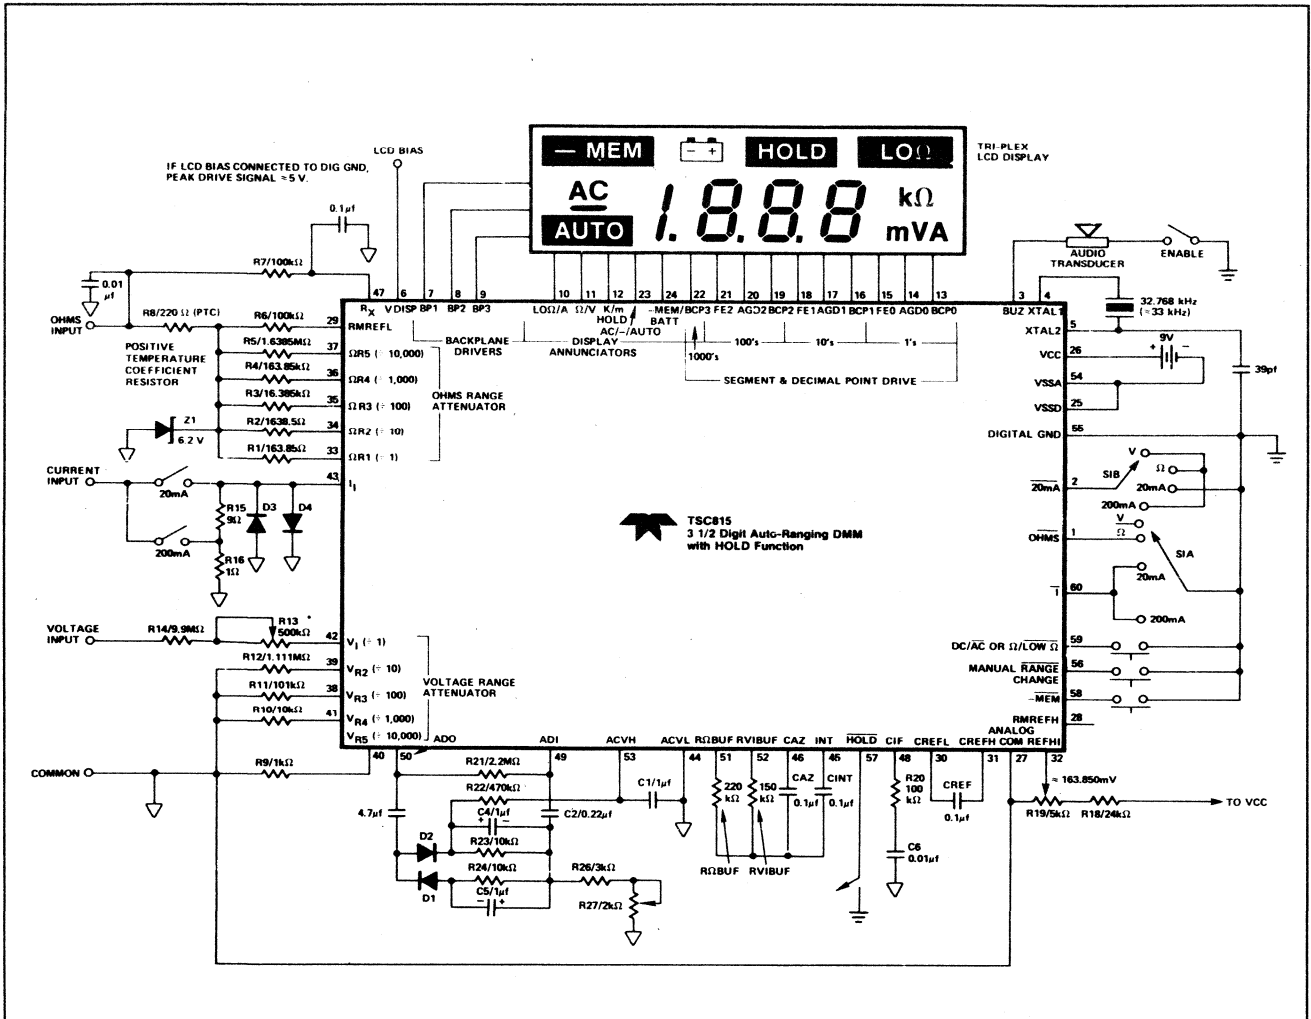 LCD BIAS
IF LCD BIAS CONNECTED TO DIG GND,
PEAK DRIVE SIGNAL ≈ 5 V.
— MEM
- +
HOLD
LOΩ
AC
AUTO
1.8.8.8
kΩ
mVA
TRI-PLEX
LCD DISPLAY
0.1μf
0.01
μf
R7/100kΩ
OHMS
INPUT
R8/220 Ω (PTC)
R6/100kΩ
POSITIVE
TEMPERATURE
COEFFICIENT
RESISTOR
R5/1.6385MΩ
R4/163.85kΩ
R3/16.385kΩ
R2/1638.5Ω
R1/163.85Ω
Z1
6.2 V
CURRENT
INPUT
20mA
200mA
R15
9Ω
R16
1Ω
D3
D4
VOLTAGE
INPUT
R14/9.9MΩ
R13
500kΩ
R12/1.111MΩ
R11/101kΩ
R10/10kΩ
R9/1kΩ
COMMON
47 6 7 8 9 10 11 12 23 24 22 21 20 19 18 17 16 15 14 13 3 4
RX VDISP BP1 BP2 BP3 LOΩ/A Ω/V K/m HOLD AC/−/AUTO −MEM/BATT BCP3 FE2 AGD2 BCP2 FE1 AGD1 BCP1 FE0 AGD0 BCP0 BUZ XTAL1
BACKPLANE
DRIVERS
DISPLAY
ANNUNCIATORS
1000's
100's
10's
1's
SEGMENT & DECIMAL POINT DRIVE
29 RMREFL
37 ΩR5 (÷ 10,000)
36 ΩR4 (÷ 1,000)
35 ΩR3 (÷ 100)
34 ΩR2 (÷ 10)
33 ΩR1 (÷ 1)
OHMS RANGE
ATTENUATOR
43 II
TSC815
3 1/2 Digit Auto-Ranging DMM
with HOLD Function
42 VI (÷ 1)
39 VR2 (÷ 10)
38 VR3 (÷ 100)
41 VR4 (÷ 1,000)
VR5 (÷ 10,000)
VOLTAGE RANGE
ATTENUATOR
AUDIO
TRANSDUCER
ENABLE
32.768 kHz
(≈33 kHz)
XTAL2 5
VCC 26
9V
+ −
VSSA 54
VSSD 25
39pf
DIGITAL GND 55
20mA 2
SIB
V
Ω
20mA
200mA
OHMS 1
V
Ω
SIA
20mA
I 60
200mA
DC/AC OR Ω/LOW Ω 59
MANUAL RANGE
CHANGE
56
−MEM 58
RMREFH 28
ADO ADI ACVH ACVL RΩBUF RVIBUF CAZ INT HOLD CIF CREFL CREFH ANALOG COM REFHI
40 50 49 53 44 51 52 46 45 57 48 30 31 27 32
R21/2.2MΩ
R22/470kΩ
C1/1μf
4.7μf
C4/1μf
+ −
C2/0.22μf
D2
R23/10kΩ
R24/10kΩ
D1
C5/1μf
− +
R26/3kΩ
R27/2kΩ
220
kΩ
150
kΩ
CAZ
0.1μf
CINT
0.1μf
RΩBUF RVIBUF
R20
100
kΩ
C6
0.01μf
CREF
0.1μf
≈ 163.850mV
R19/5kΩ
R18/24kΩ
TO VCC